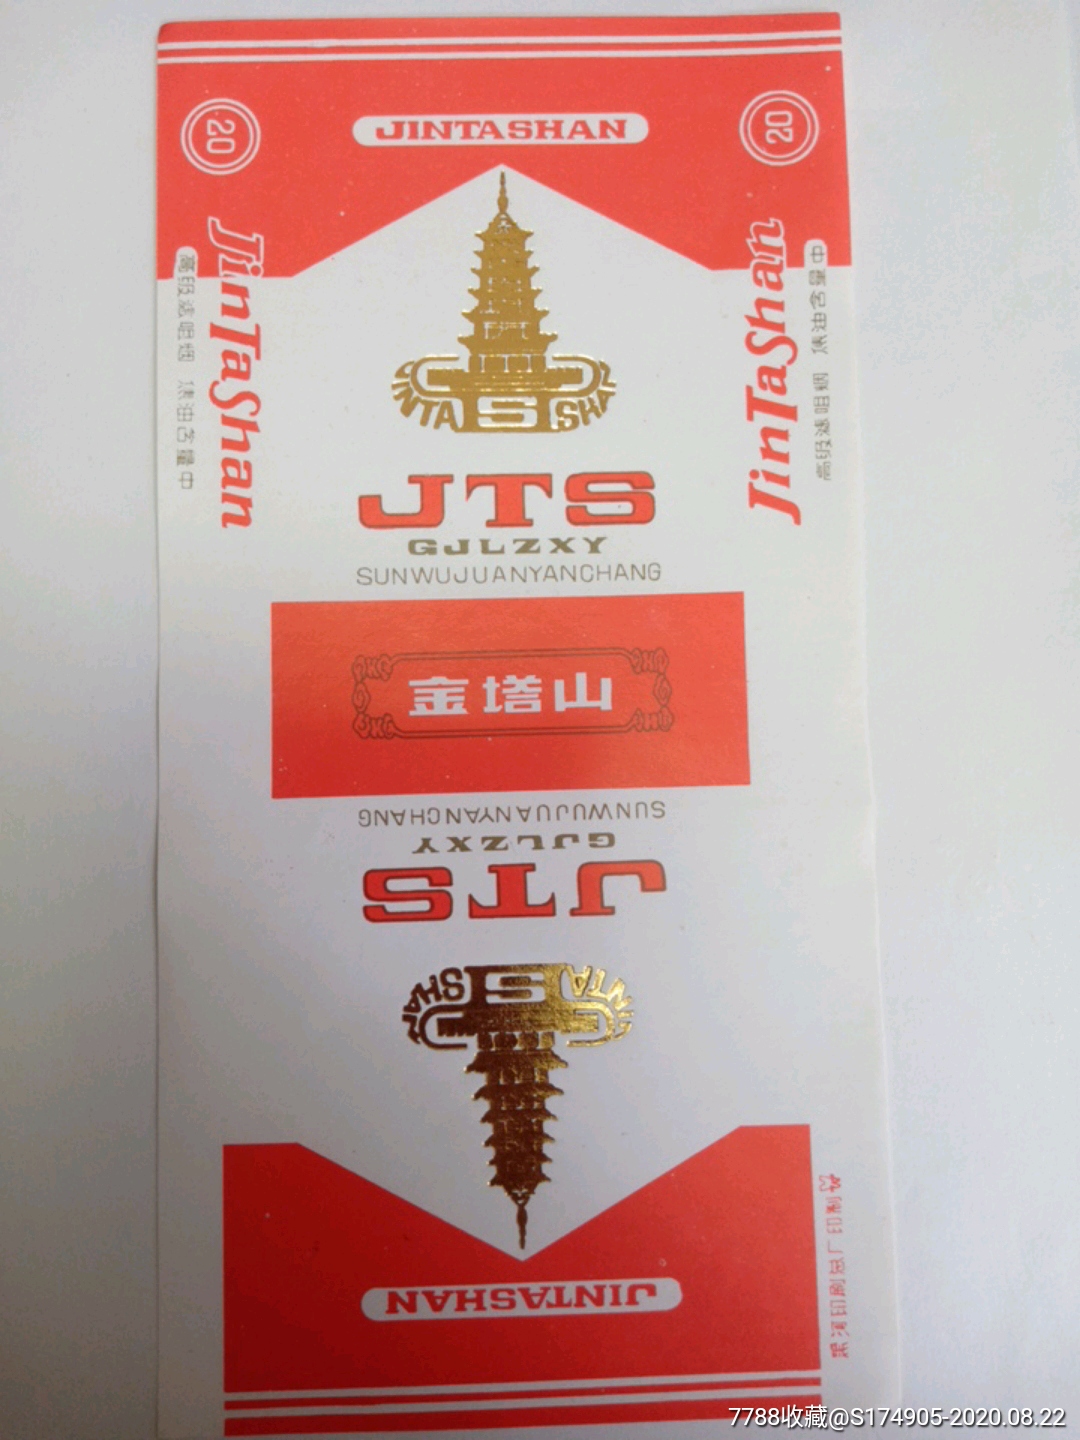 JINTASHAN
20
20
JinTaShan
高级滤咀烟 焦油含量中
JinTaShan
高级滤咀烟 焦油含量中
JINTA S SHAN
JTS
GJLZXY
SUNWUJUANYANCHANG
金塔山
SUNWUJUANYANCHANG
GJLZXY
JTS
JINTA S SHAN
JINTASHAN
漯河印刷总厂印制
7788收藏@S174905-2020.08.22